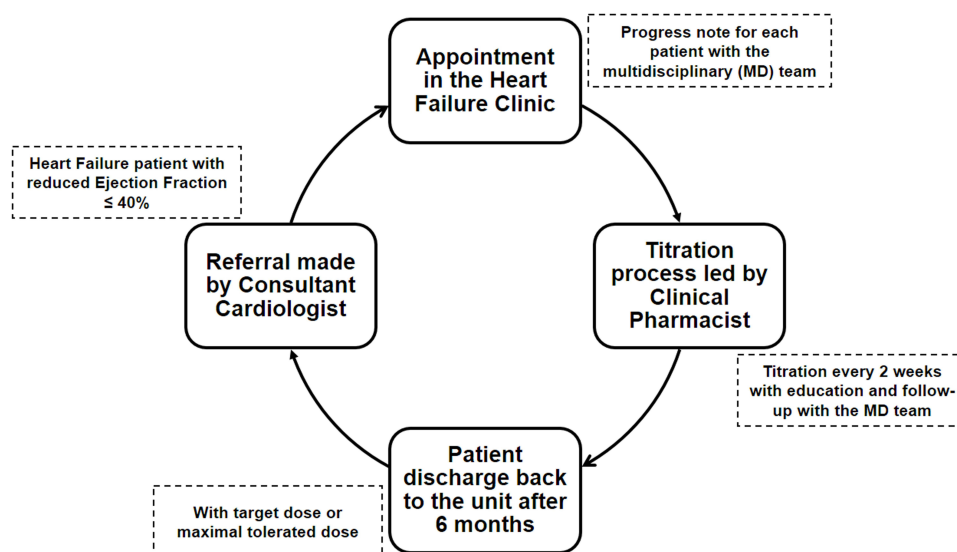 Appointment
in the Heart
Failure Clinic
Progress note for each
patient with the
multidisciplinary (MD) team
Heart Failure patient with
reduced Ejection Fraction
≤ 40%
Referral made
by Consultant
Cardiologist
Titration
process led by
Clinical
Pharmacist
Titration every 2 weeks
with education and follow-
up with the MD team
Patient
discharge back
to the unit after
6 months
With target dose or
maximal tolerated dose